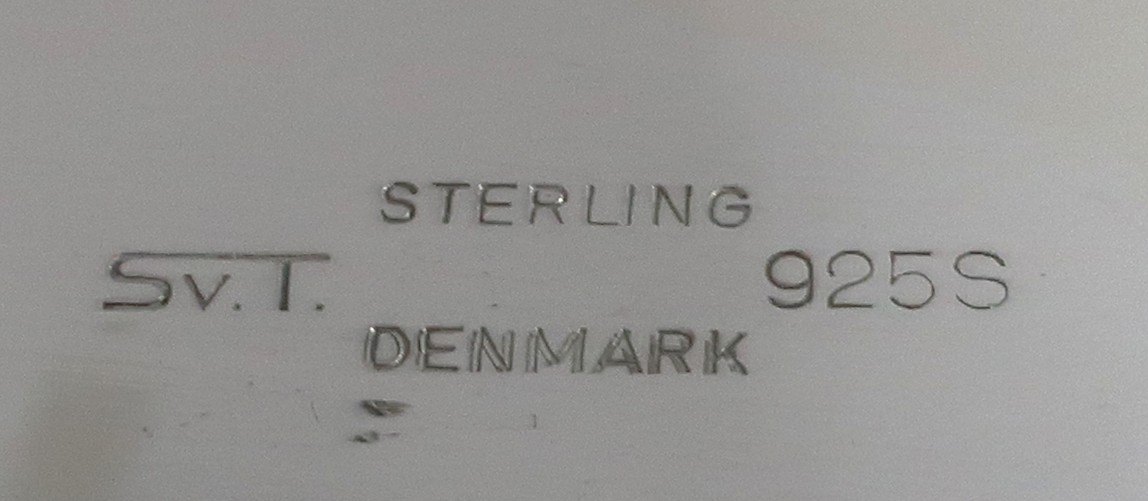 STERLING
Sv. T. 925S
DENMARK